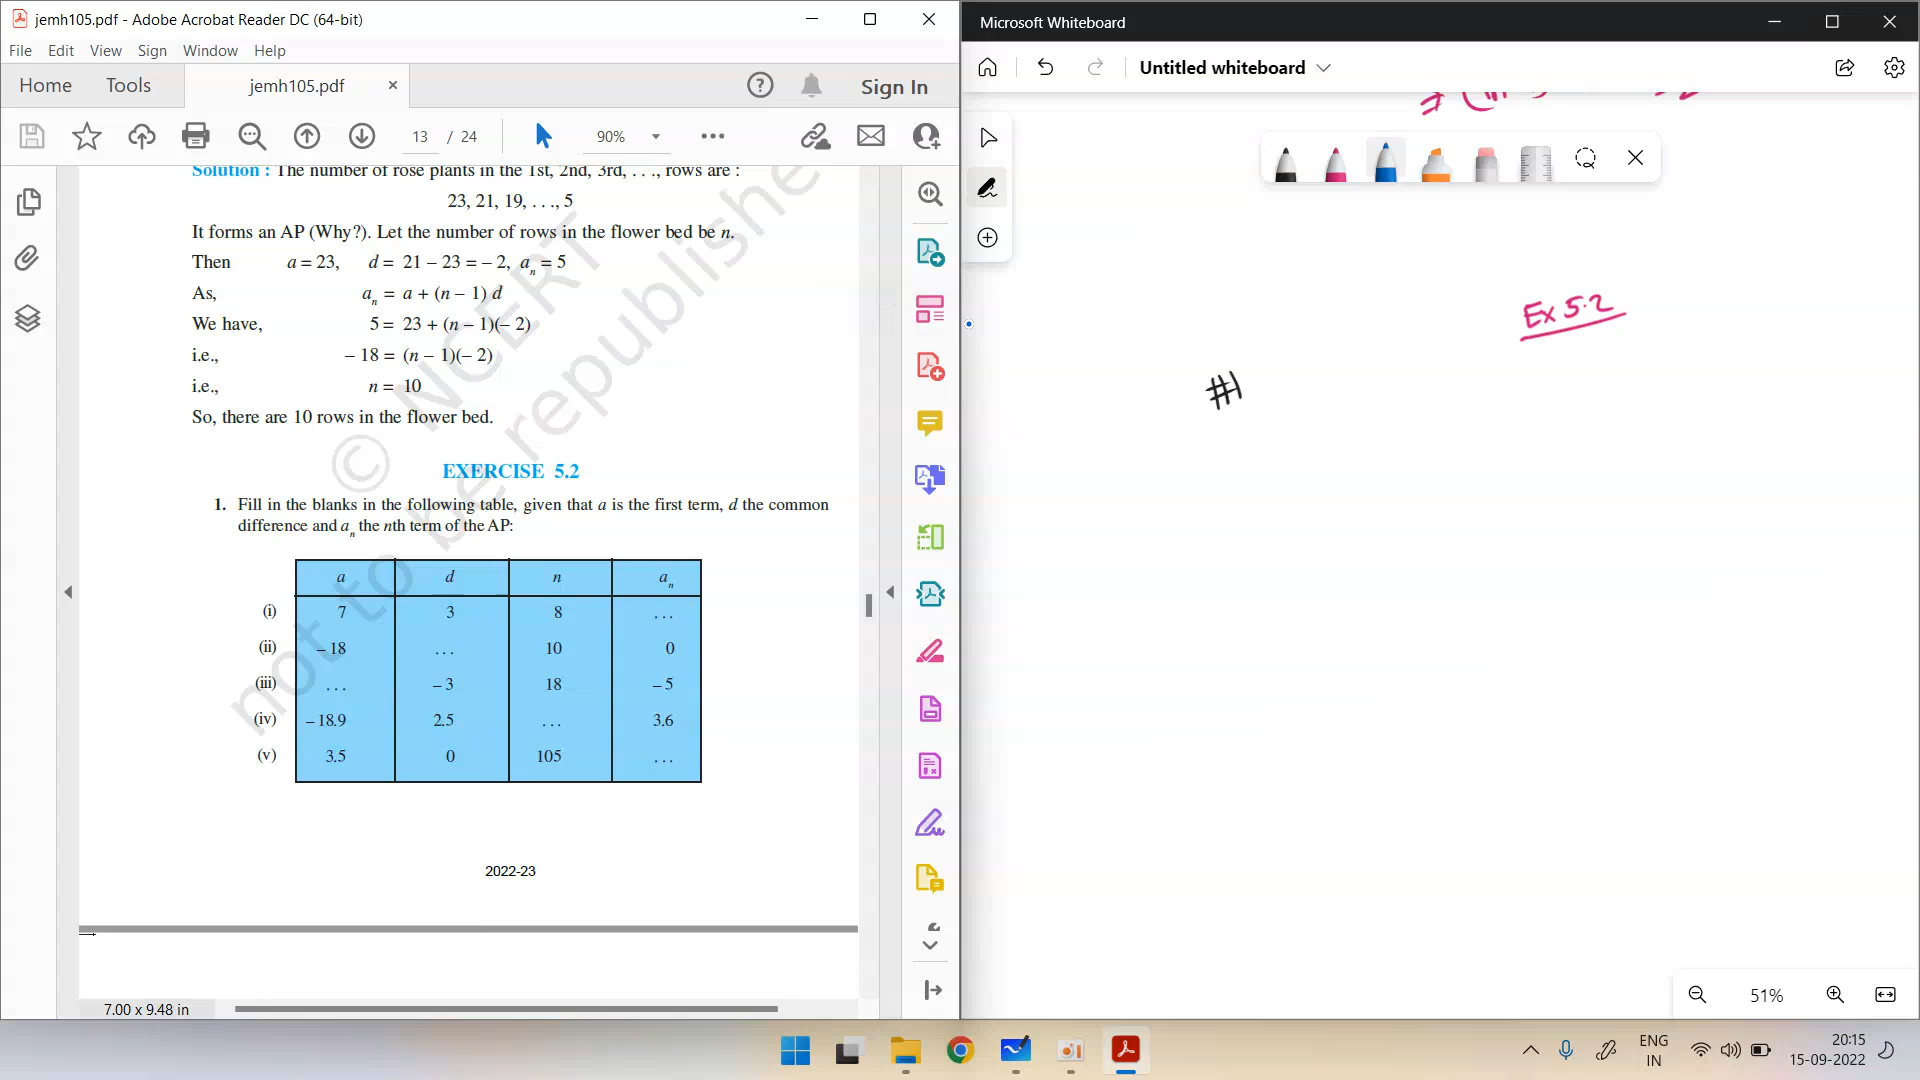 jemh105.pdf - Adobe Acrobat Reader DC (64-bit)
File Edit View Sign Window Help
Home Tools jemh105.pdf × Sign In
13 / 24 90%
Solution : The number of rose plants in the 1st, 2nd, 3rd, . . ., rows are :
23, 21, 19, . . ., 5
It forms an AP (Why?). Let the number of rows in the flower bed be n.
Then a = 23, d = 21 – 23 = – 2, an = 5
As, an = a + (n – 1) d
We have, 5 = 23 + (n – 1)(– 2)
i.e., – 18 = (n – 1)(– 2)
i.e., n = 10
So, there are 10 rows in the flower bed.
EXERCISE 5.2
1. Fill in the blanks in the following table, given that a is the first term, d the common
difference and an the nth term of the AP:
a d n an
(i) 7 3 8 . . .
(ii) – 18 . . . 10 0
(iii) . . . – 3 18 – 5
(iv) – 18.9 2.5 . . . 3.6
(v) 3.5 0 105 . . .
2022-23
© NCERT
not to be republishe
7.00 x 9.48 in
Microsoft Whiteboard
Untitled whiteboard
Ex 5.2
#1
51%
ENG
IN
20:15
15-09-2022